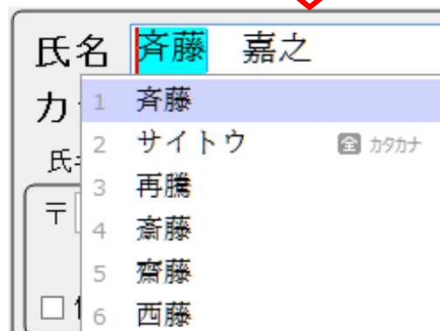 氏名 斉藤 嘉之
カ
氏
〒
1 斉藤
2 サイトウ 全 カタカナ
3 再騰
4 斎藤
5 齋藤
6 西藤